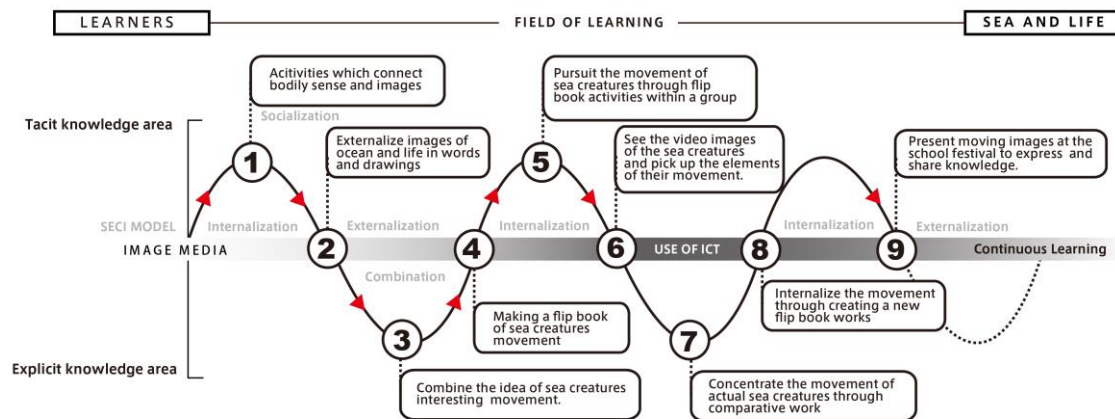 LEARNERS
FIELD OF LEARNING
SEA AND LIFE
Acitivities which connect
bodily sense and images
Pursuit the movement of
sea creatures through flip
book activities within a group
Socialization
Tacit knowledge area
Externalize images of
ocean and life in words
and drawings
See the video images
of the sea creatures
and pick up the elements
of their movement.
Present moving images at the
school festival to express and
share knowledge.
1
5
SECI MODEL
Internalization
Externalization
Internalization
Internalization
Externalization
IMAGE MEDIA
2
4
6
USE OF ICT
8
9
Continuous Learning
Combination
Making a flip book
of sea creatures
movement
Internalize the movement
through creating a new
flip book works
3
7
Explicit knowledge area
Combine the idea of sea creatures
interesting movement.
Concentrate the movement of
actual sea creatures through
comparative work